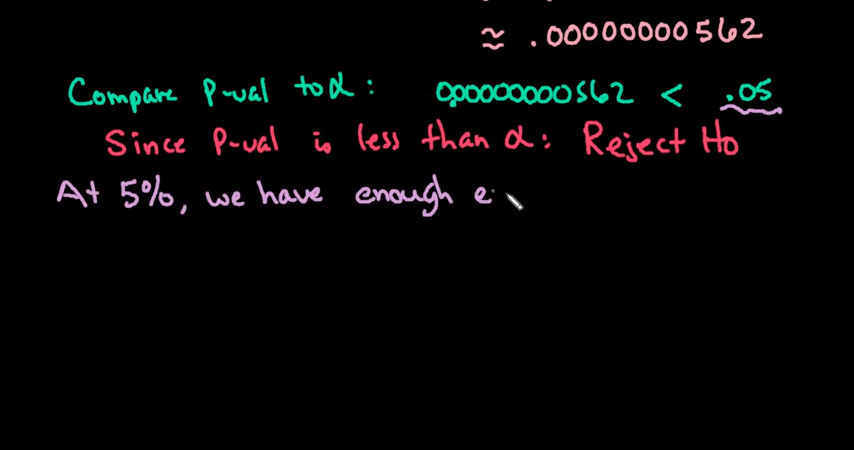 ≈ .00000000562
Compare P-val to α: 0.00000000562 < .05
Since P-val is less than α: Reject Ho
At 5%, we have enough e